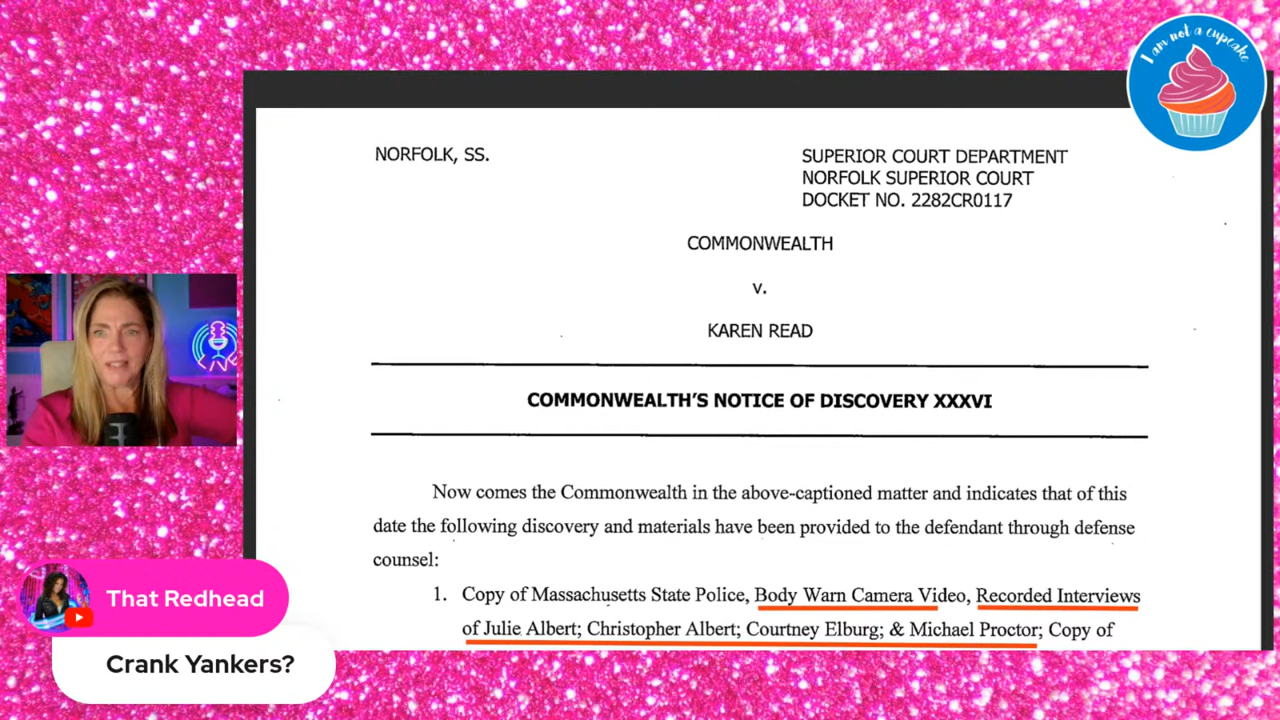 I am not a cupcake
NORFOLK, SS.
SUPERIOR COURT DEPARTMENT
NORFOLK SUPERIOR COURT
DOCKET NO. 2282CR0117
COMMONWEALTH
v.
KAREN READ
COMMONWEALTH'S NOTICE OF DISCOVERY XXXVI
Now comes the Commonwealth in the above-captioned matter and indicates that of this
date the following discovery and materials have been provided to the defendant through defense
counsel:
1. Copy of Massachusetts State Police, Body Warn Camera Video, Recorded Interviews
of Julie Albert; Christopher Albert; Courtney Elburg; & Michael Proctor; Copy of
That Redhead
Crank Yankers?